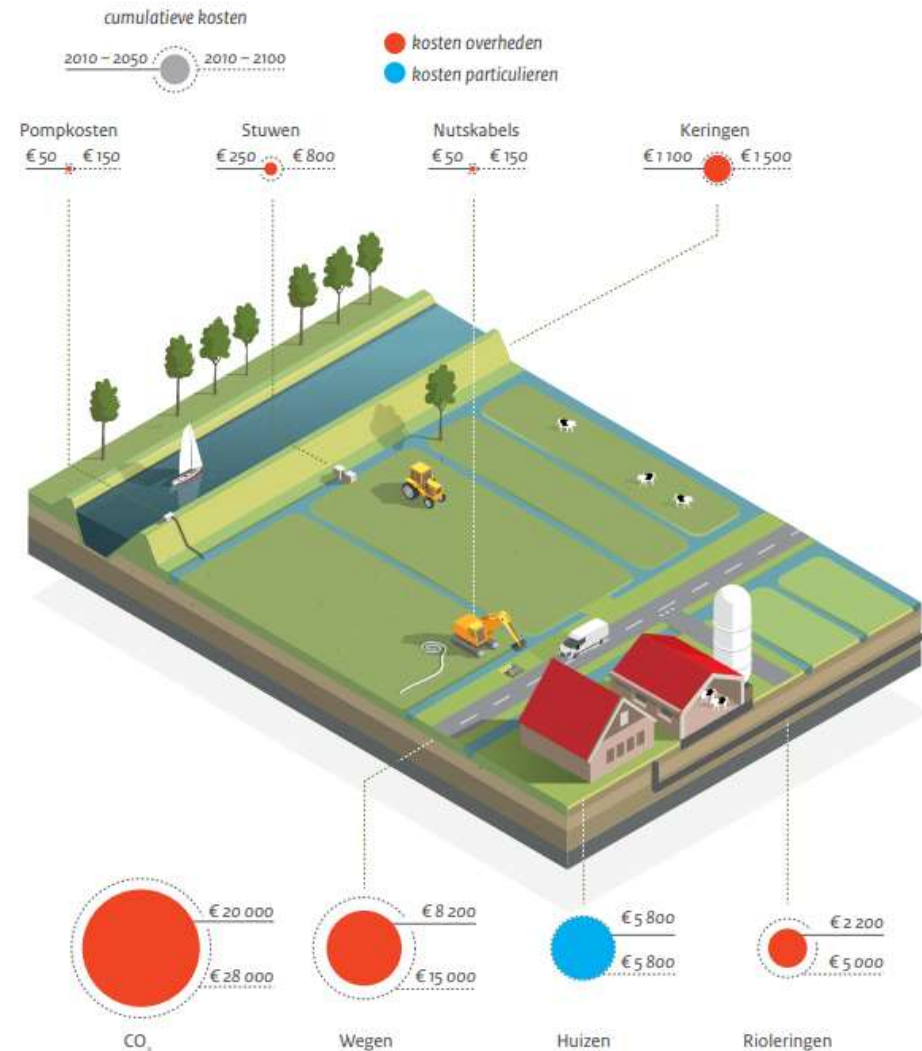 cumulatieve kosten
2010 – 2050 2010 – 2100
kosten overheden
kosten particulieren
Pompkosten
€ 50 € 150
Stuwen
€ 250 € 800
Nutskabels
€ 50 € 150
Keringen
€ 1 100 € 1 500
€ 20 000
€ 28 000
CO₂
€ 8 200
€ 15 000
Wegen
€ 5 800
€ 5 800
Huizen
€ 2 200
€ 5 000
Rioleringen